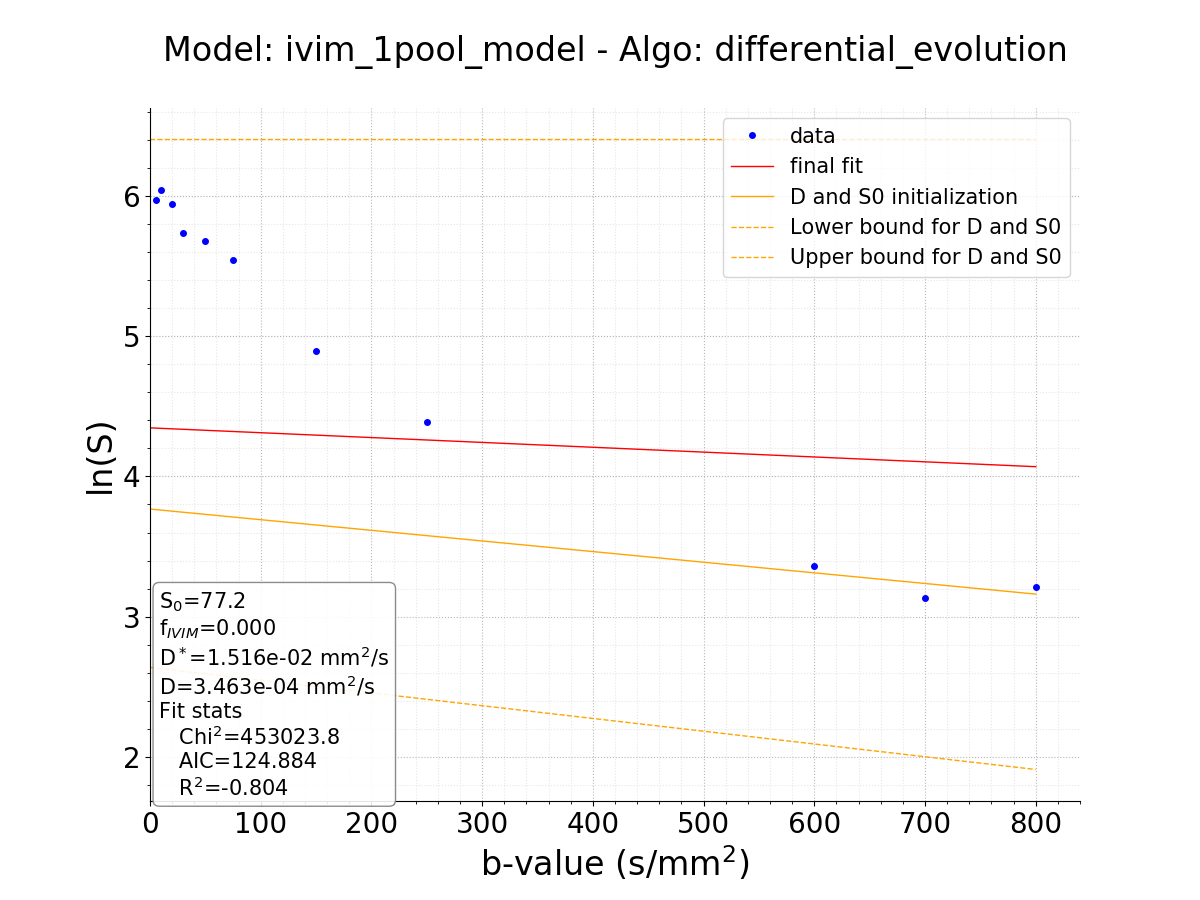 Model: ivim_1pool_model - Algo: differential_evolution
data
final fit
D and S0 initialization
Lower bound for D and S0
Upper bound for D and S0
6
5
4
3
2
ln(S)
S₀=77.2
f_IVIM=0.000
D*=1.516e-02 mm²/s
D=3.463e-04 mm²/s
Fit stats
Chi²=453023.8
AIC=124.884
R²=-0.804
0 100 200 300 400 500 600 700 800
b-value (s/mm²)